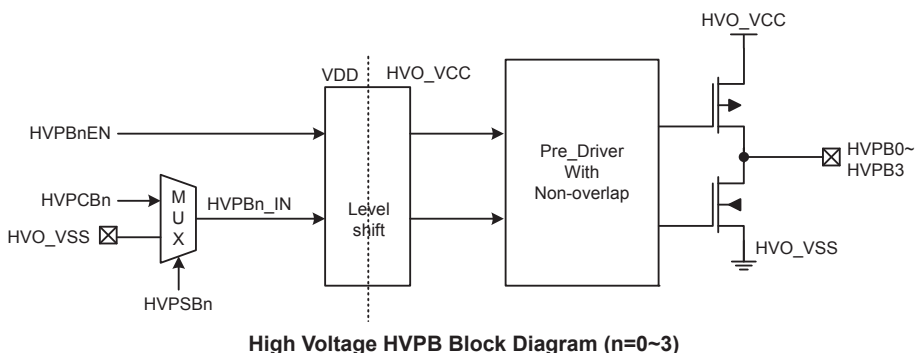 HVO_VCC
VDD
HVO_VCC
HVPBnEN
Pre_Driver
With
Non-overlap
HVPB0~
HVPB3
HVPCBn
M
U
X
HVPBn_IN
Level
shift
HVO_VSS
HVO_VSS
HVPSBn
High Voltage HVPB Block Diagram (n=0~3)